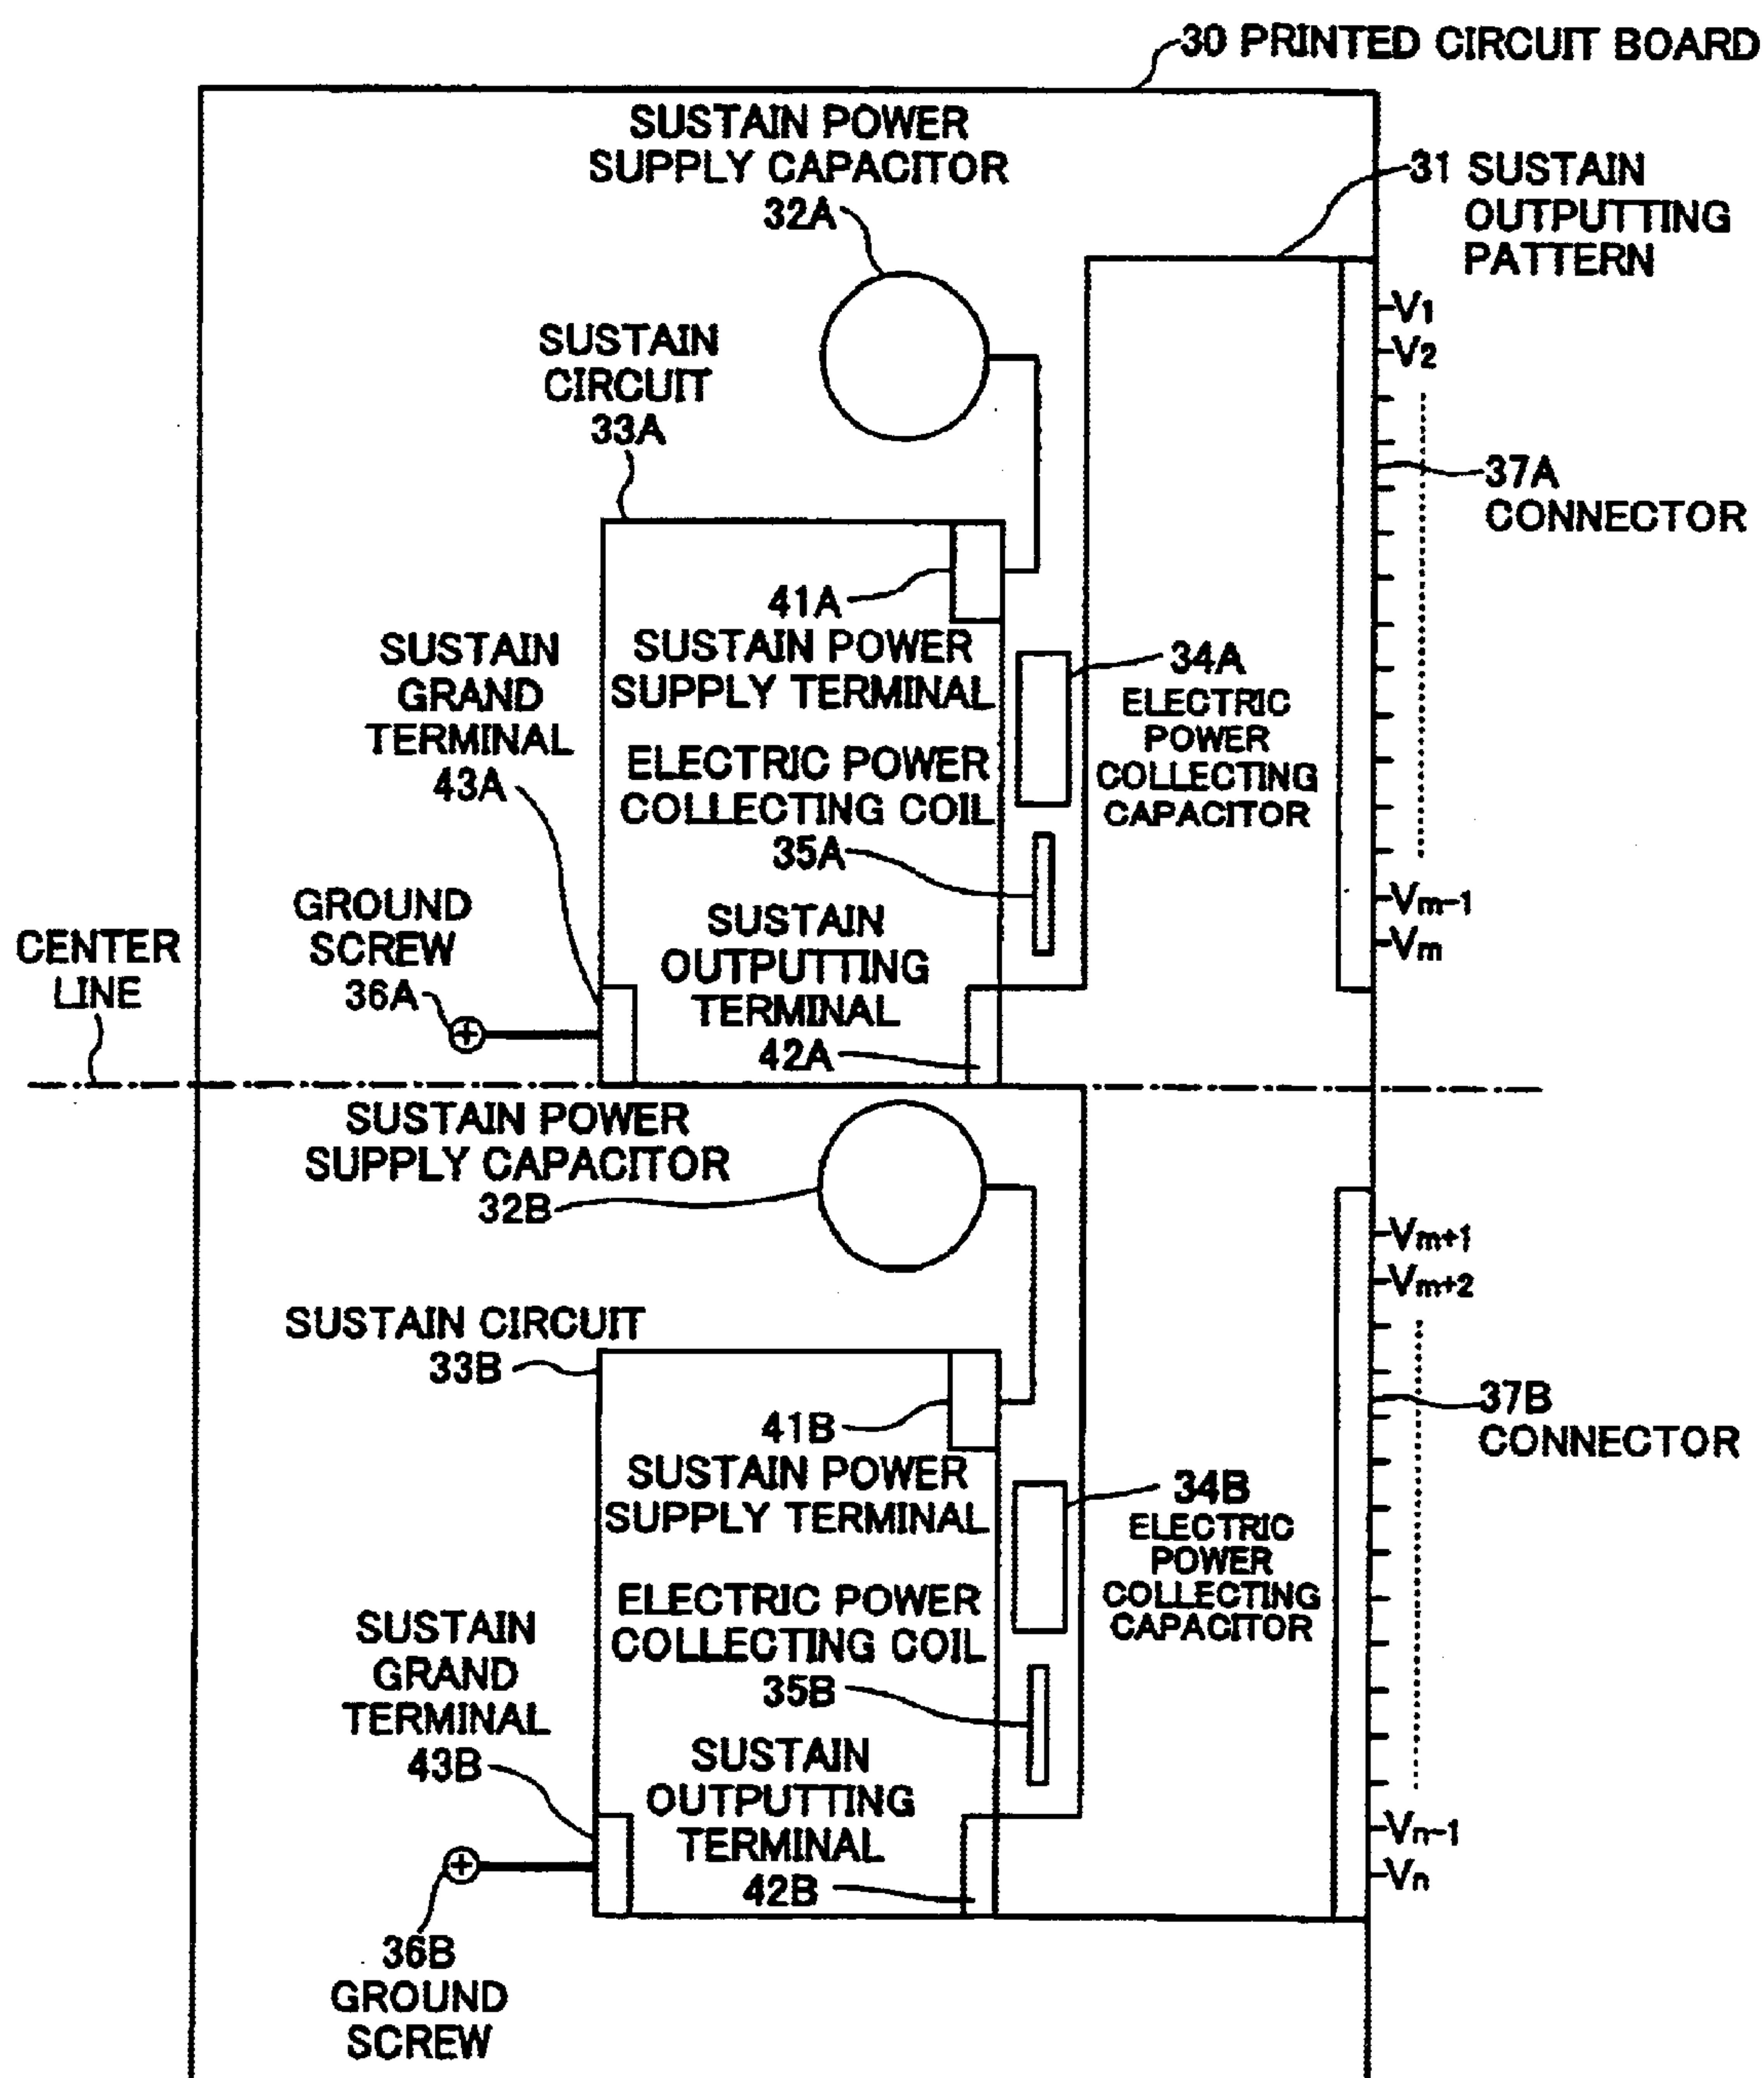 30 PRINTED CIRCUIT BOARD
SUSTAIN POWER
SUPPLY CAPACITOR
32A
31 SUSTAIN
OUTPUTTING
PATTERN
V1
V2
SUSTAIN
CIRCUIT
33A
37A
CONNECTOR
41A
SUSTAIN POWER
SUPPLY TERMINAL
SUSTAIN
GRAND
TERMINAL
43A
34A
ELECTRIC
POWER
COLLECTING
CAPACITOR
ELECTRIC POWER
COLLECTING COIL
35A
GROUND
SCREW
36A
SUSTAIN
OUTPUTTING
TERMINAL
42A
Vm-1
Vm
CENTER
LINE
SUSTAIN POWER
SUPPLY CAPACITOR
32B
Vm+1
Vm+2
SUSTAIN CIRCUIT
33B
37B
CONNECTOR
41B
SUSTAIN POWER
SUPPLY TERMINAL
34B
ELECTRIC
POWER
COLLECTING
CAPACITOR
ELECTRIC POWER
COLLECTING COIL
35B
SUSTAIN
GRAND
TERMINAL
43B
SUSTAIN
OUTPUTTING
TERMINAL
42B
Vn-1
Vn
36B
GROUND
SCREW